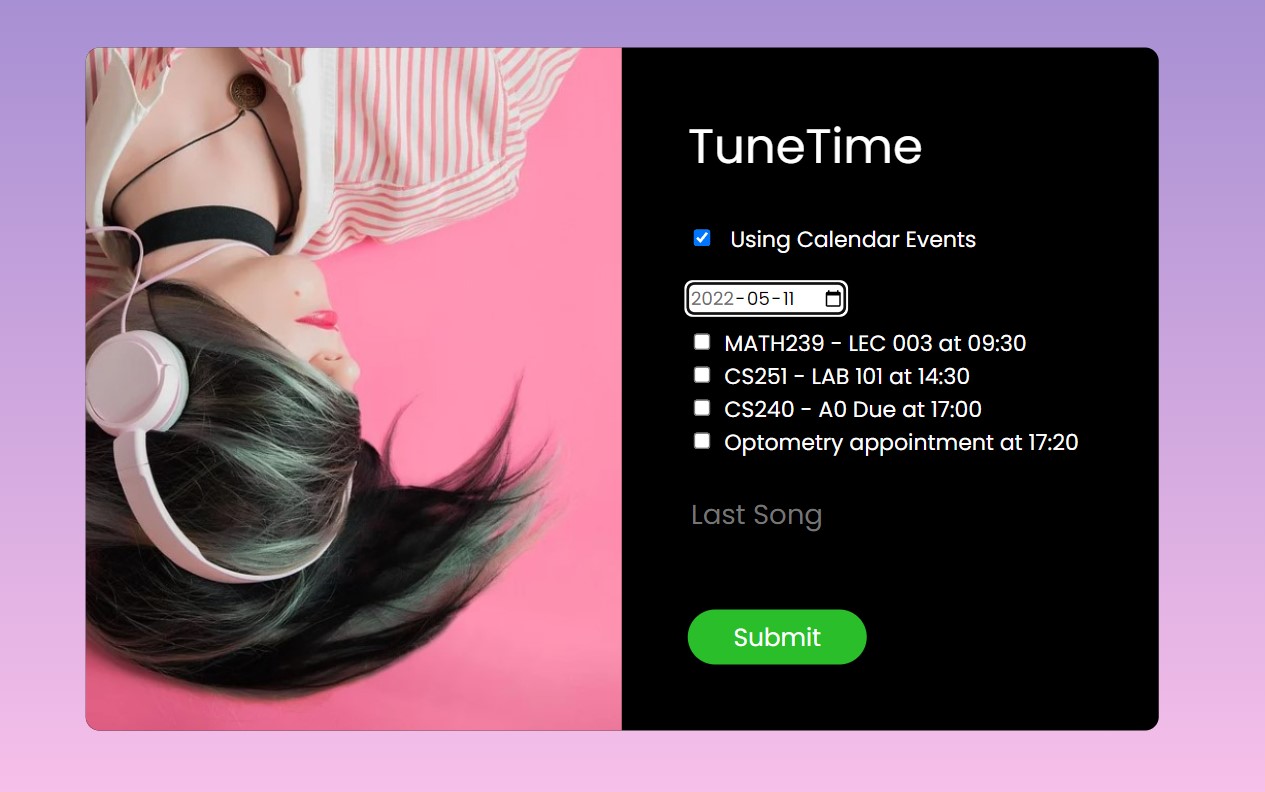 TuneTime
Using Calendar Events
2022-05-11
MATH239 - LEC 003 at 09:30
CS251 - LAB 101 at 14:30
CS240 - A0 Due at 17:00
Optometry appointment at 17:20
Last Song
Submit